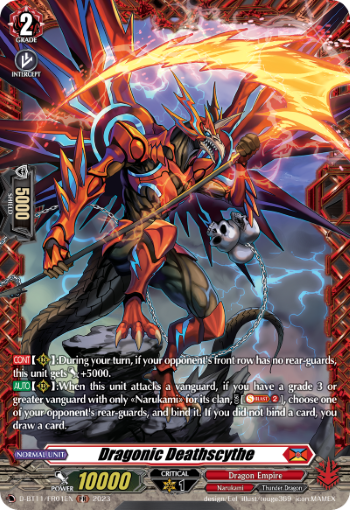 2
GRADE
INTERCEPT
5000
SHIELD
Dragonic Deathscythe
CONT【】:During your turn, if your opponent's front row has no rear-guards,
this unit gets +5000.
AUTO【】:When this unit attacks a vanguard, if you have a grade 3 or
greater vanguard with only «Narukami» for its clan, [BLAST 2], choose one
of your opponent's rear-guards, and bind it. If you did not bind a card, you
draw a card.
NORMAL UNIT
POWER
10000
CRITICAL
1
Dragon Empire
Narukami
Thunder Dragon
2023